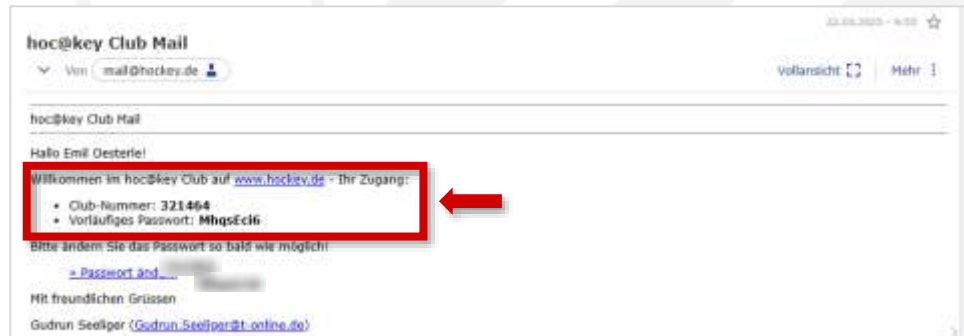 hoc@key Club Mail
Von mail@hockey.de
Vollansicht Mehr
hoc@key Club Mail
Hallo Emil Oesterle!
Willkommen im hoc@key Club auf www.hockey.de - Ihr Zugang:
• Club-Nummer: 321464
• Vorläufiges Passwort: MhqsEci6
Bitte ändern Sie das Passwort so bald wie möglich!
» Passwort änd
Mit freundlichen Grüssen
Gudrun Seeliger (Gudrun.Seeliger@t-online.de)